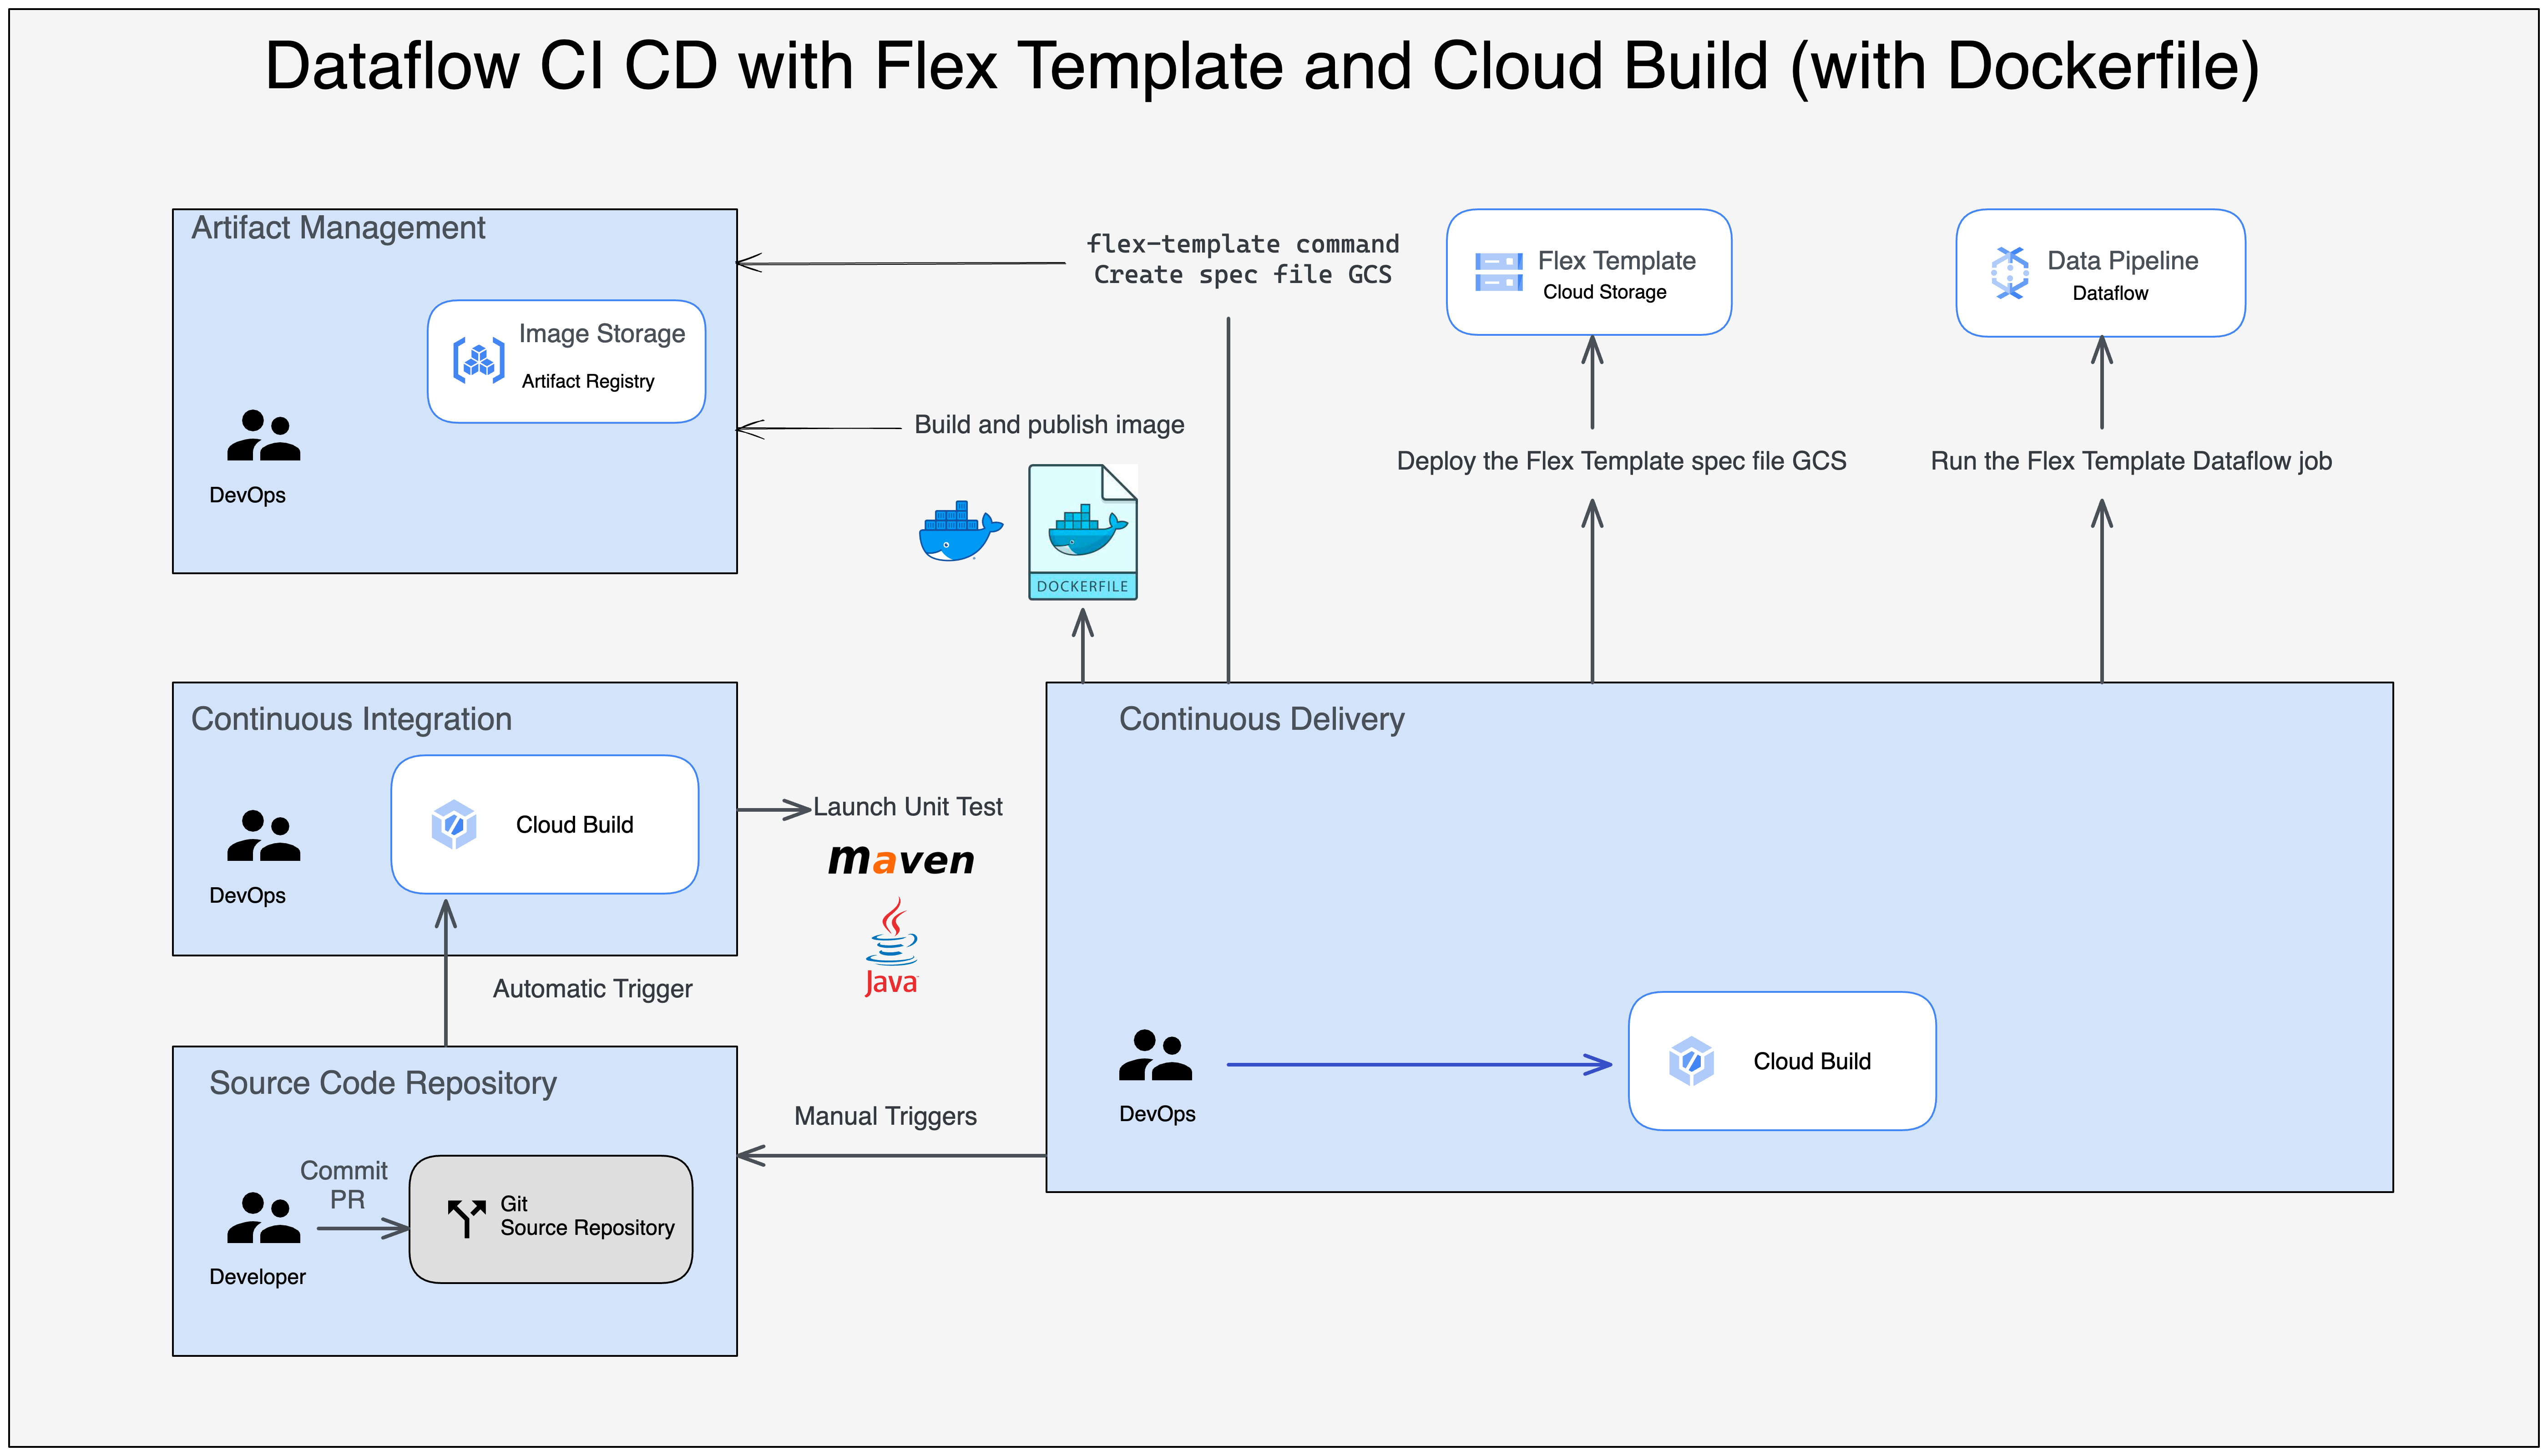 Dataflow CI CD with Flex Template and Cloud Build (with Dockerfile)
Artifact Management
Image Storage
Artifact Registry
DevOps
flex-template command
Create spec file GCS
Flex Template
Cloud Storage
Data Pipeline
Dataflow
Build and publish image
DOCKERFILE
Deploy the Flex Template spec file GCS
Run the Flex Template Dataflow job
Continuous Integration
Cloud Build
DevOps
Launch Unit Test
maven
Java
Automatic Trigger
Continuous Delivery
DevOps
Cloud Build
Manual Triggers
Source Code Repository
Commit
PR
Developer
Git
Source Repository